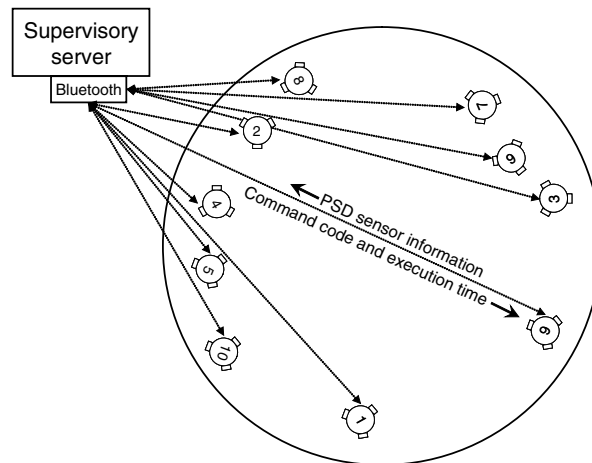 Supervisory
server
Bluetooth
8
7
2
9
3
4
PSD sensor information
Command code and execution time
5
6
10
1